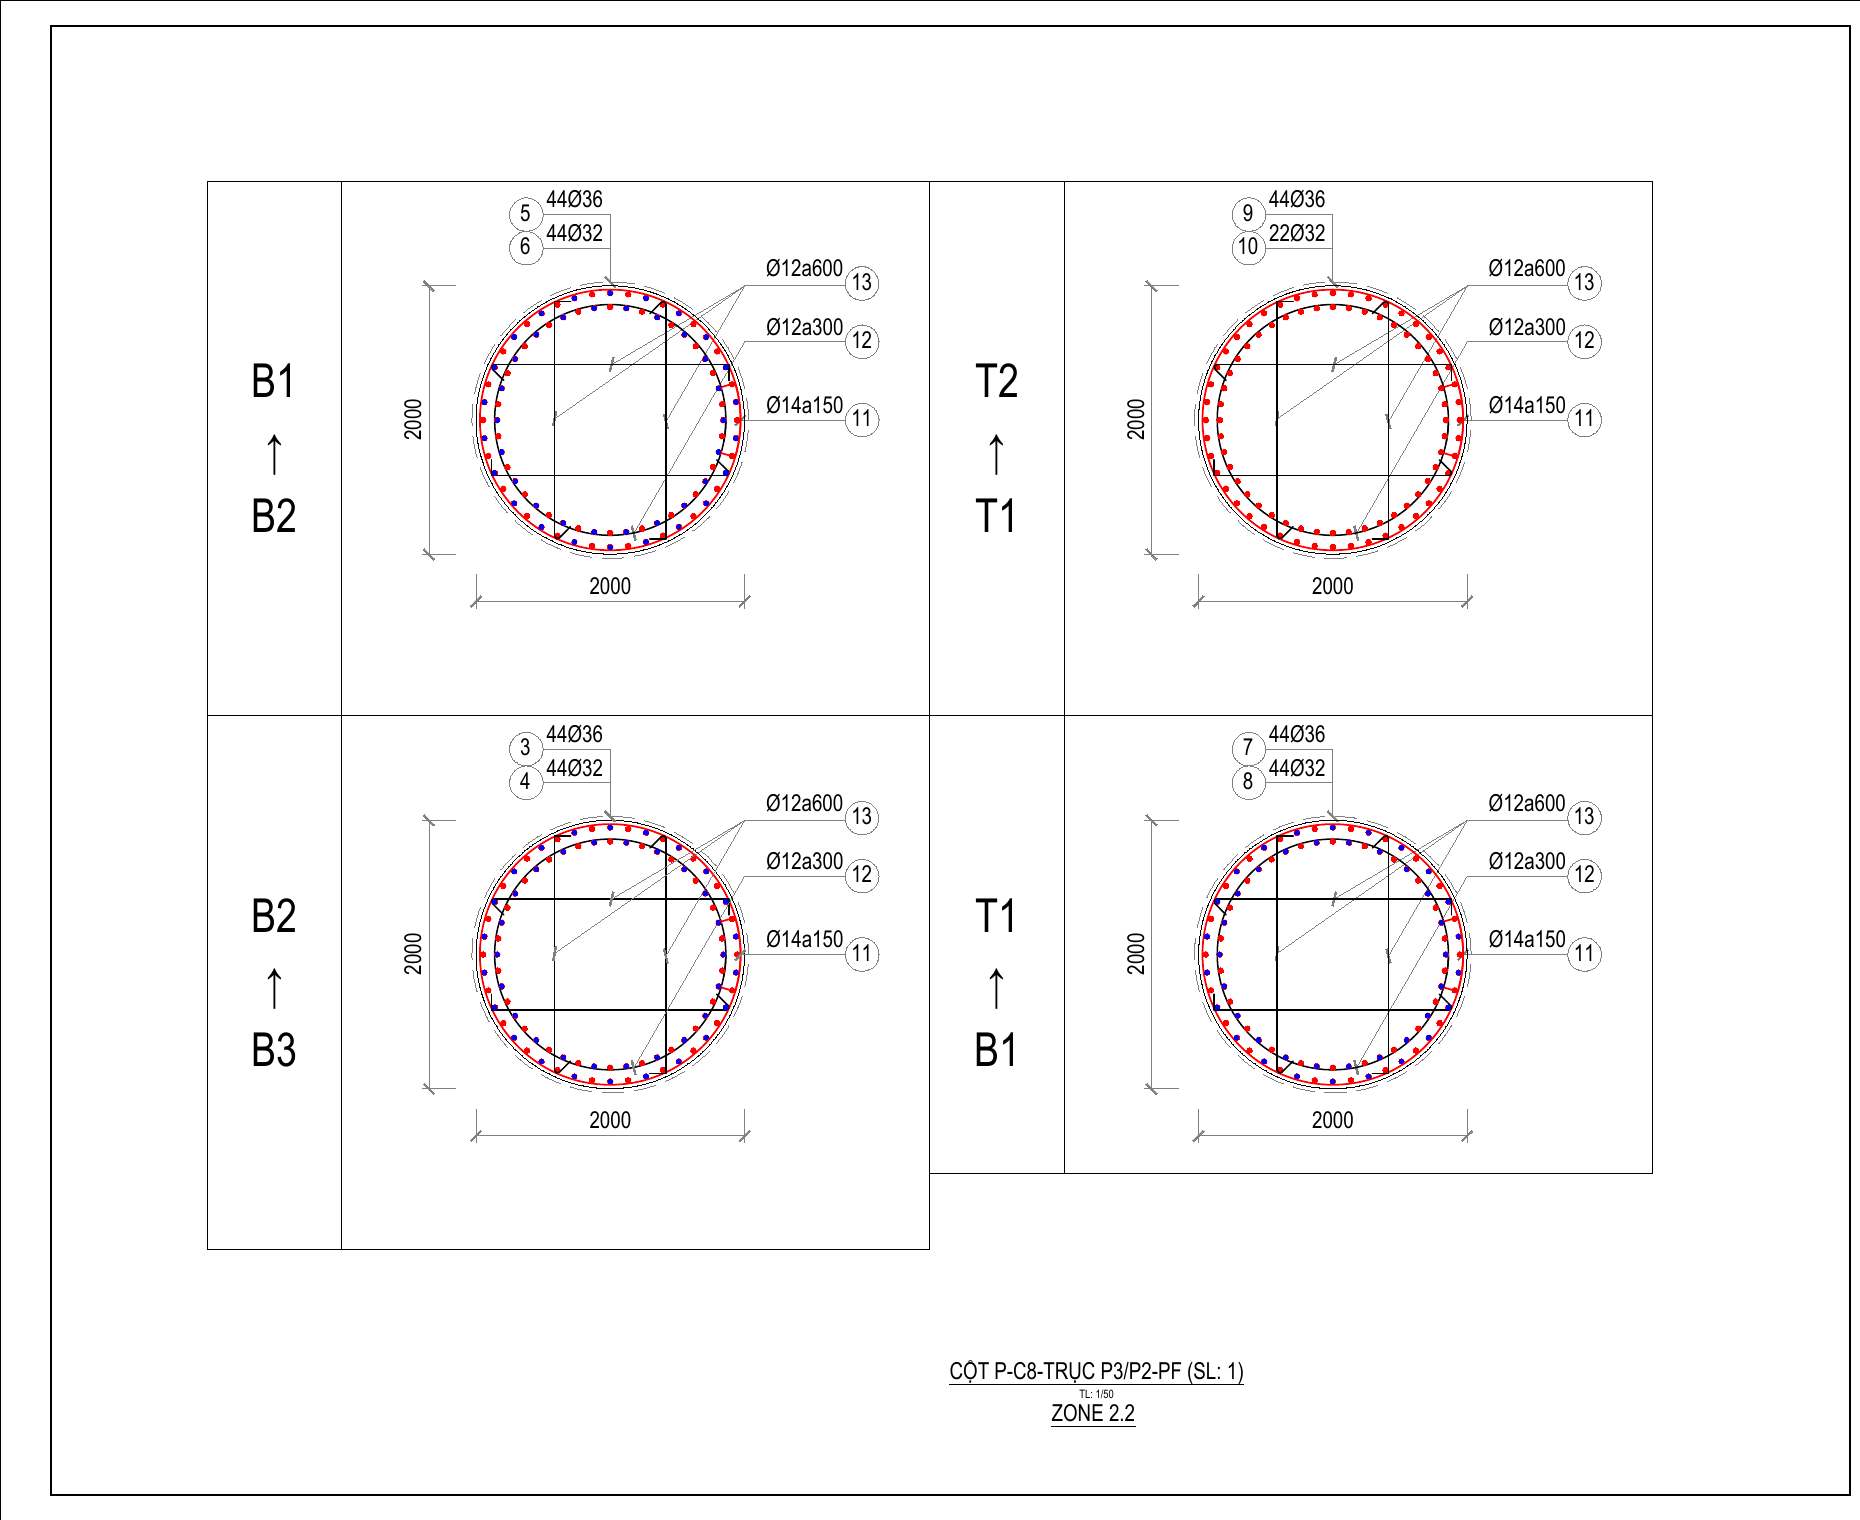 5 44Ø36
6 44Ø32
Ø12a600 13
Ø12a300 12
Ø14a150 11
B1
↑
B2
2000
2000
9 44Ø36
10 22Ø32
Ø12a600 13
Ø12a300 12
Ø14a150 11
T2
↑
T1
2000
2000
3 44Ø36
4 44Ø32
Ø12a600 13
Ø12a300 12
Ø14a150 11
B2
↑
B3
2000
2000
7 44Ø36
8 44Ø32
Ø12a600 13
Ø12a300 12
Ø14a150 11
T1
↑
B1
2000
2000
CỘT P-C8-TRỤC P3/P2-PF (SL: 1)
TL: 1/50
ZONE 2.2